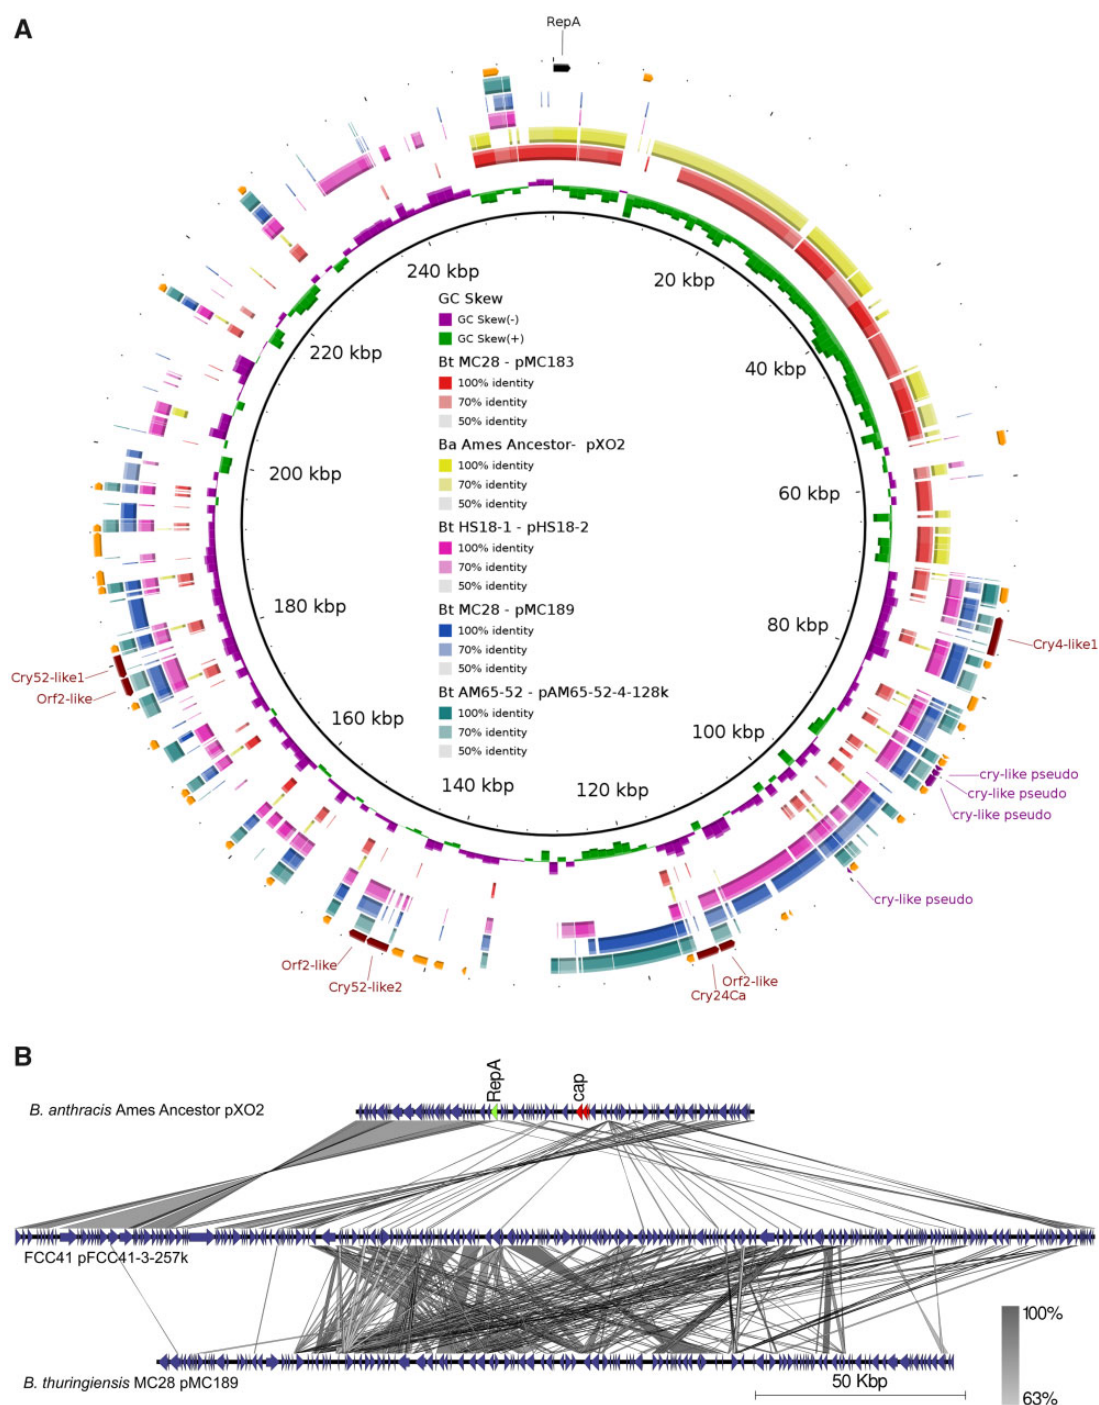 A
RepA
240 kbp
20 kbp
220 kbp
40 kbp
200 kbp
60 kbp
180 kbp
80 kbp
160 kbp
100 kbp
140 kbp
120 kbp
GC Skew
GC Skew(-)
GC Skew(+)
Bt MC28 - pMC183
100% identity
70% identity
50% identity
Ba Ames Ancestor- pXO2
100% identity
70% identity
50% identity
Bt HS18-1 - pHS18-2
100% identity
70% identity
50% identity
Bt MC28 - pMC189
100% identity
70% identity
50% identity
Bt AM65-52 - pAM65-52-4-128k
100% identity
70% identity
50% identity
Cry4-like1
Cry52-like1
Orf2-like
cry-like pseudo
cry-like pseudo
cry-like pseudo
cry-like pseudo
Orf2-like
Cry52-like2
Orf2-like
Cry24Ca
B
RepA
cap
B. anthracis Ames Ancestor pXO2
FCC41 pFCC41-3-257k
B. thuringiensis MC28 pMC189
50 Kbp
100%
63%